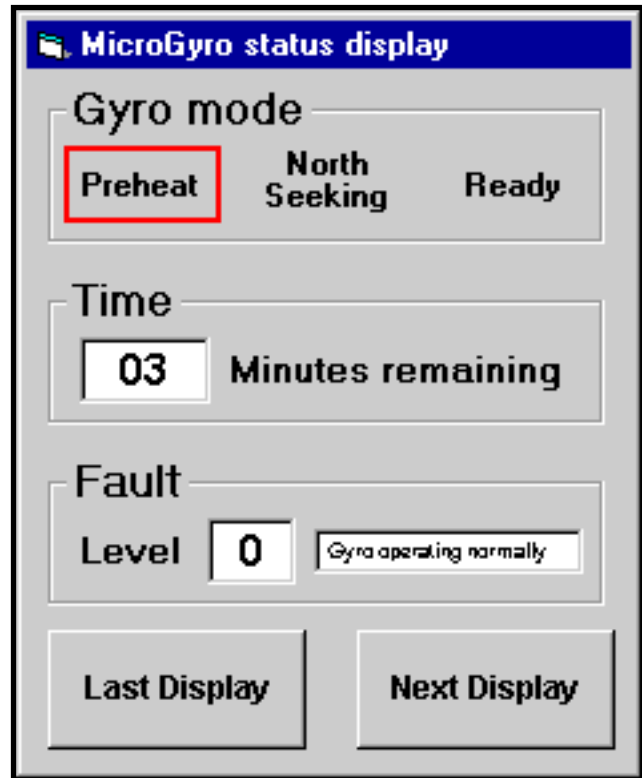 MicroGyro status display
Gyro mode
Preheat
North
Seeking
Ready
Time
03 Minutes remaining
Fault
Level 0 Gyro operating normally
Last Display
Next Display